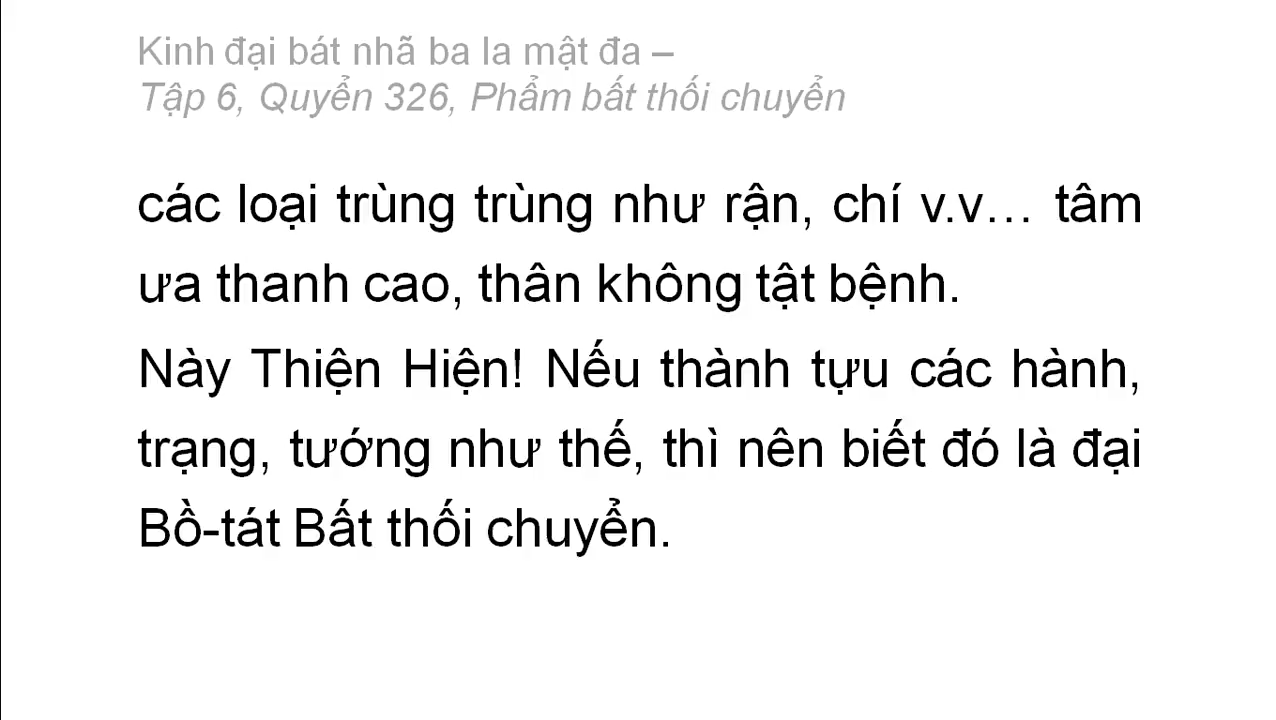 Kinh đại bát nhã ba la mật đa –
Tập 6, Quyển 326, Phẩm bất thối chuyển
các loại trùng trùng như rận, chí v.v… tâm
ưa thanh cao, thân không tật bệnh.
Này Thiện Hiện! Nếu thành tựu các hành,
trạng, tướng như thế, thì nên biết đó là đại
Bồ-tát Bất thối chuyển.